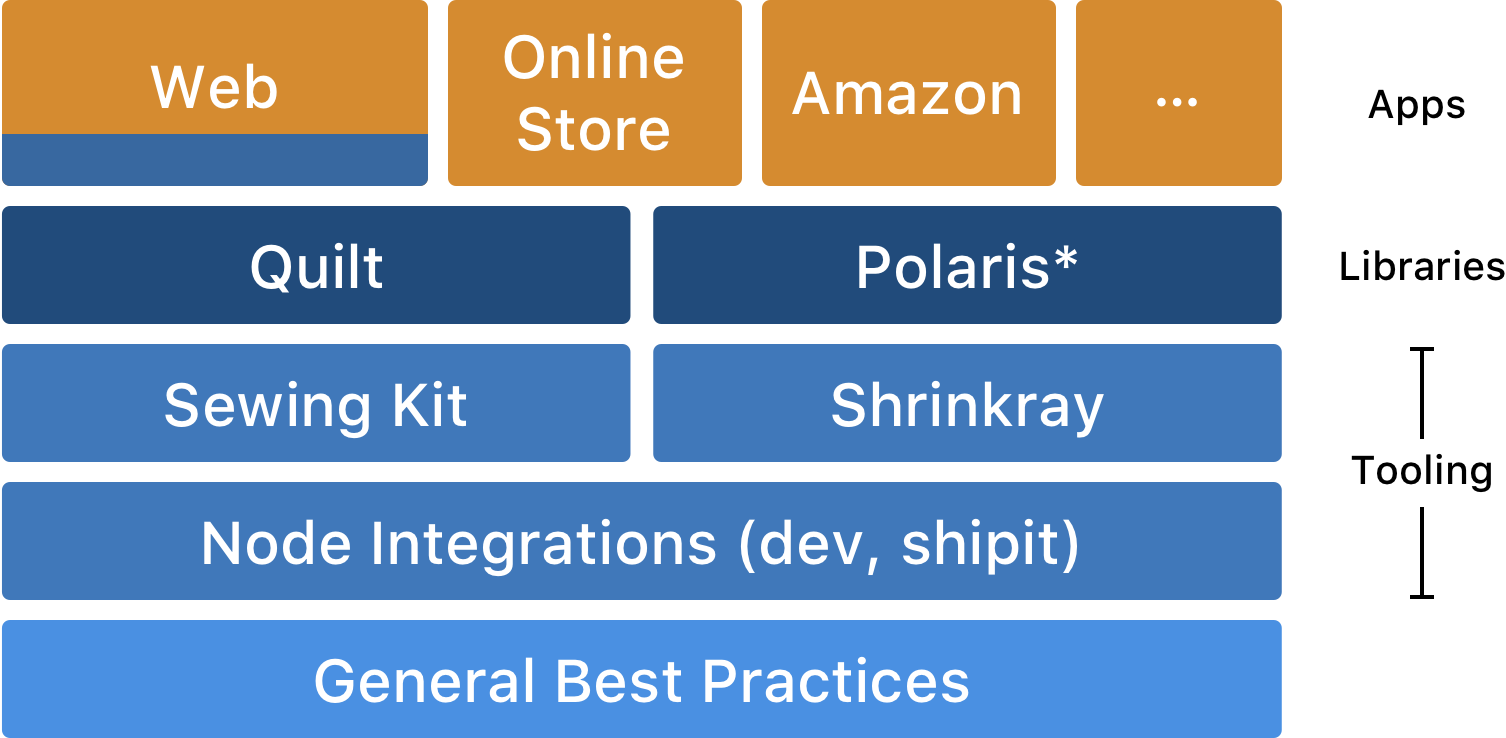 Web
Online
Store
Amazon
...
Apps
Quilt
Polaris*
Libraries
Sewing Kit
Shrinkray
Tooling
Node Integrations (dev, shipit)
General Best Practices